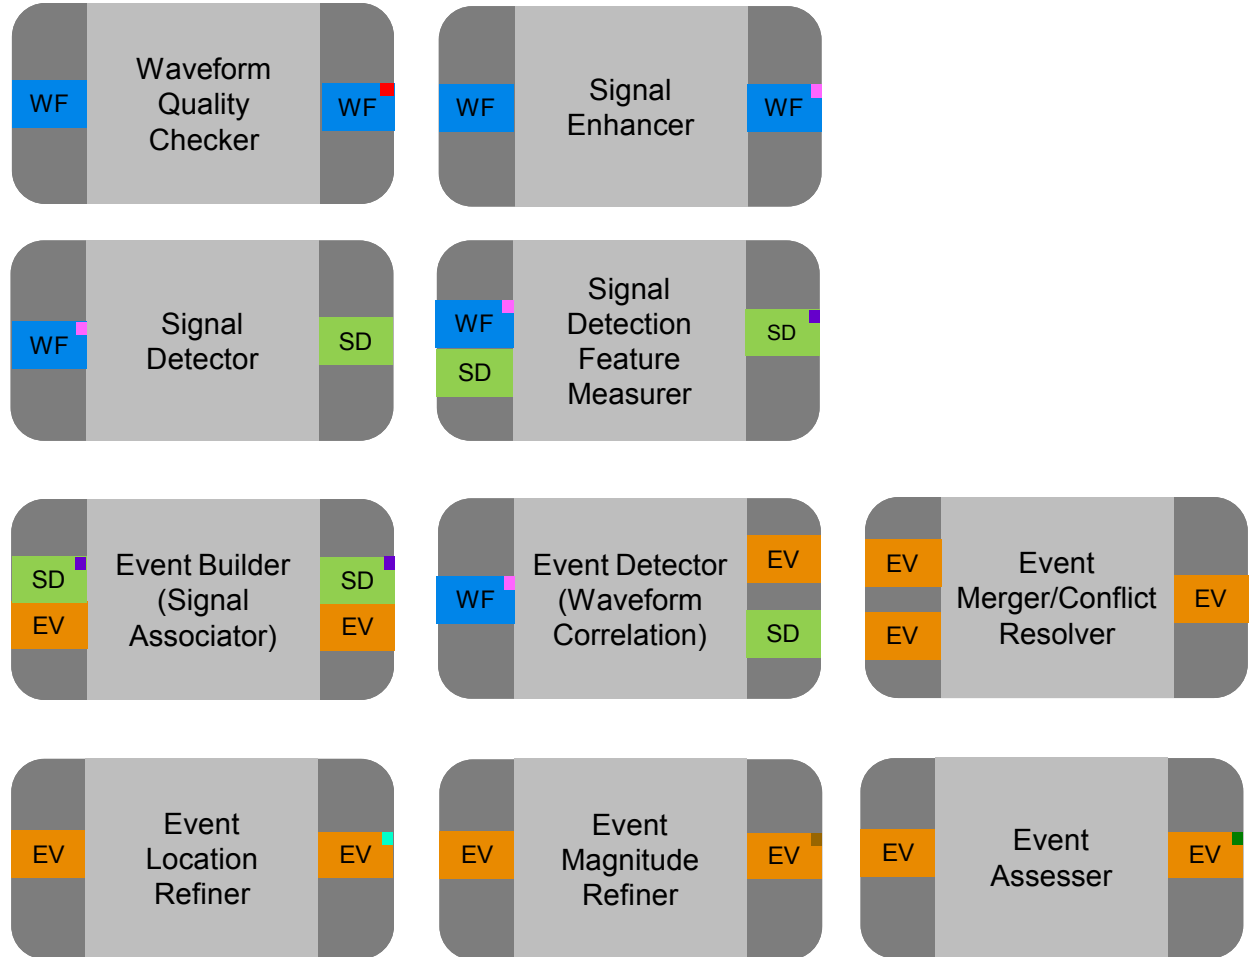 WF
Waveform
Quality
Checker
WF
WF
Signal
Enhancer
WF
WF
Signal
Detector
SD
WF
SD
Signal
Detection
Feature
Measurer
SD
SD
EV
Event Builder
(Signal
Associator)
SD
EV
WF
Event Detector
(Waveform
Correlation)
EV
SD
EV
EV
Event
Merger/Conflict
Resolver
EV
EV
Event
Location
Refiner
EV
EV
Event
Magnitude
Refiner
EV
EV
Event
Assesser
EV